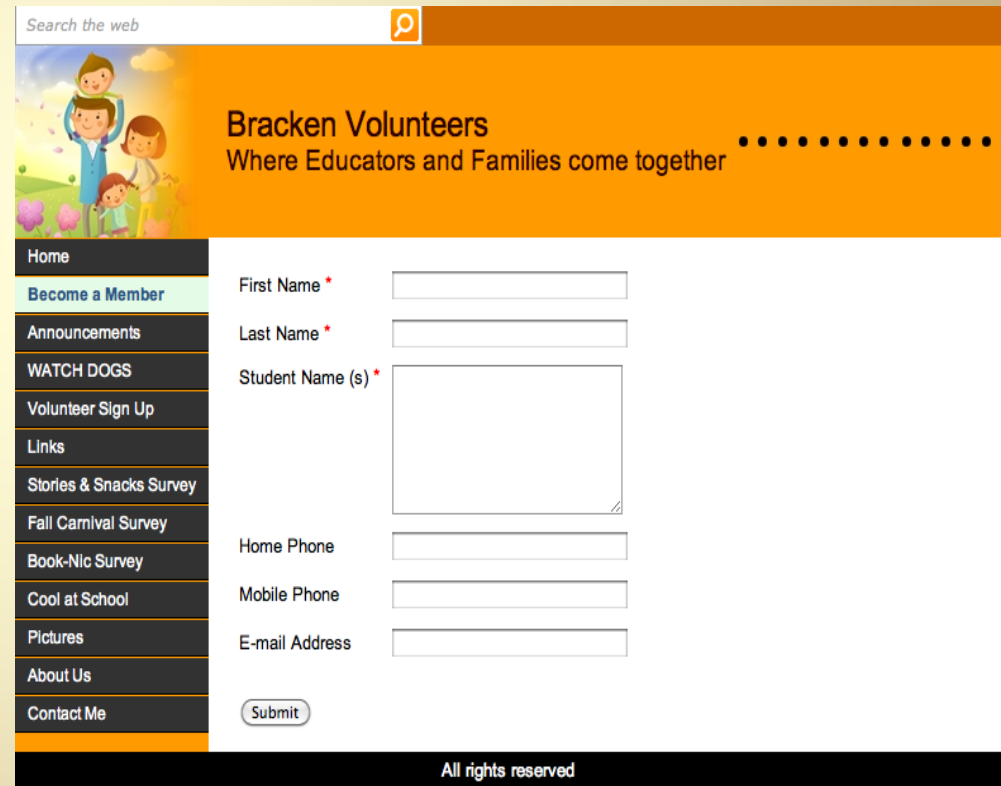 Search the web
Bracken Volunteers
Where Educators and Families come together
Home
Become a Member
Announcements
WATCH DOGS
Volunteer Sign Up
Links
Stories & Snacks Survey
Fall Carnival Survey
Book-Nic Survey
Cool at School
Pictures
About Us
Contact Me
First Name *
Last Name *
Student Name (s) *
Home Phone
Mobile Phone
E-mail Address
Submit
All rights reserved